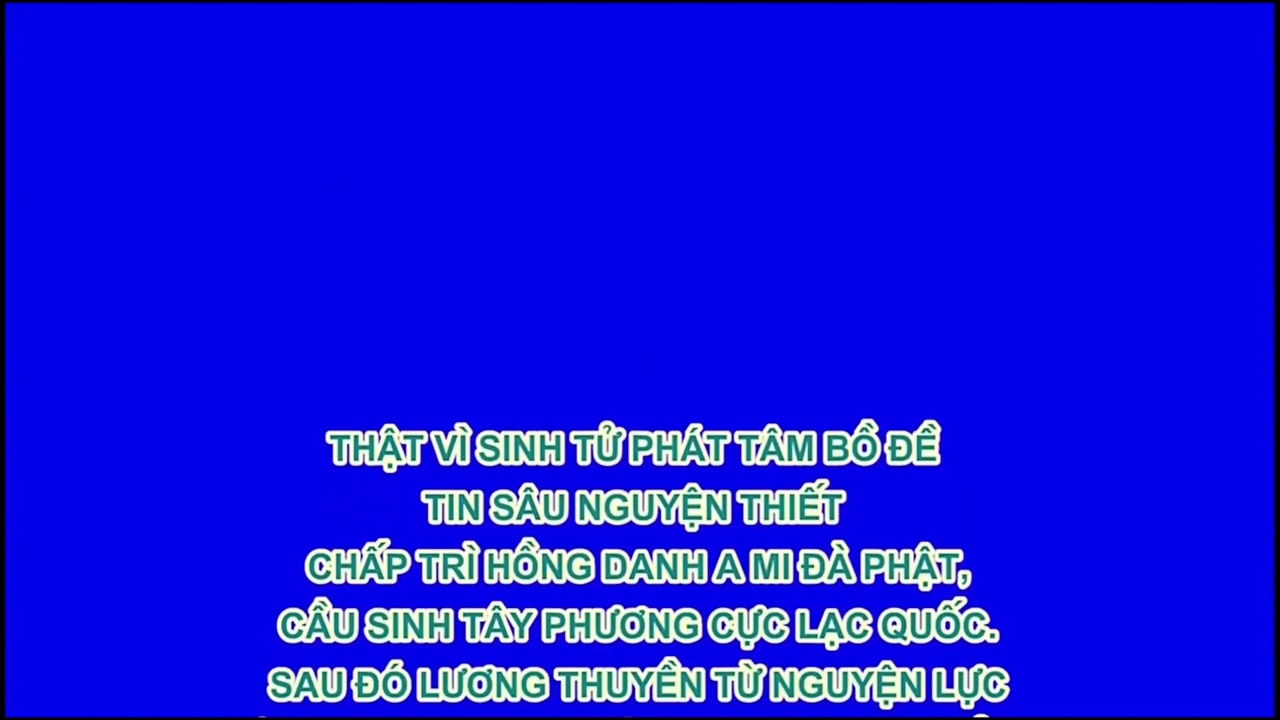 THẬT VÌ SINH TỬ PHÁT TÂM BỒ ĐỀ
TIN SÂU NGUYỆN THIẾT
CHẤP TRÌ HỒNG DANH A MI ĐÀ PHẬT,
CẦU SINH TÂY PHƯƠNG CỰC LẠC QUỐC.
SAU ĐÓ LƯƠNG THUYỀN TỪ NGUYỆN LỰC